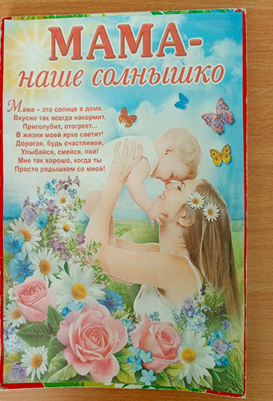 МАМА-
наше солнышко
Мама – это солнце в доме..
Вкусно так всегда накормит,
Приголубит, отогреет...
В жизни моей ярко светит!
Дорогая, будь счастливой,
Улыбайся, смейся, пой!
Мне так хорошо, когда ты
Просто рядышком со мной!